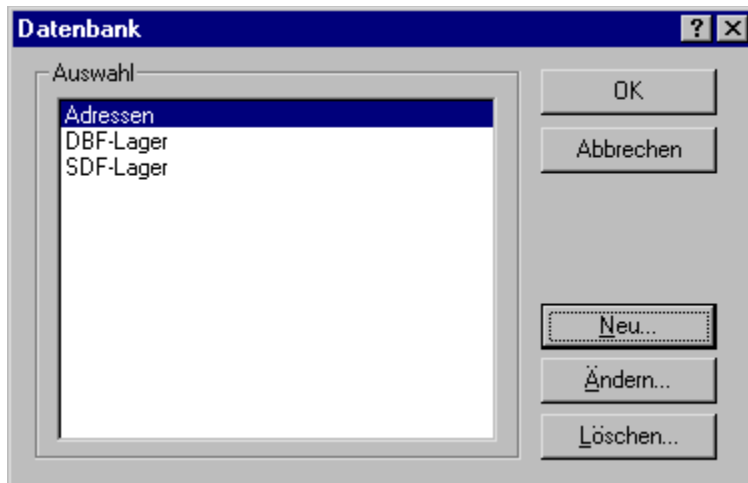 Datenbank
Auswahl
Adressen
DBF-Lager
SDF-Lager
OK
Abbrechen
Neu...
Ändern...
Löschen...